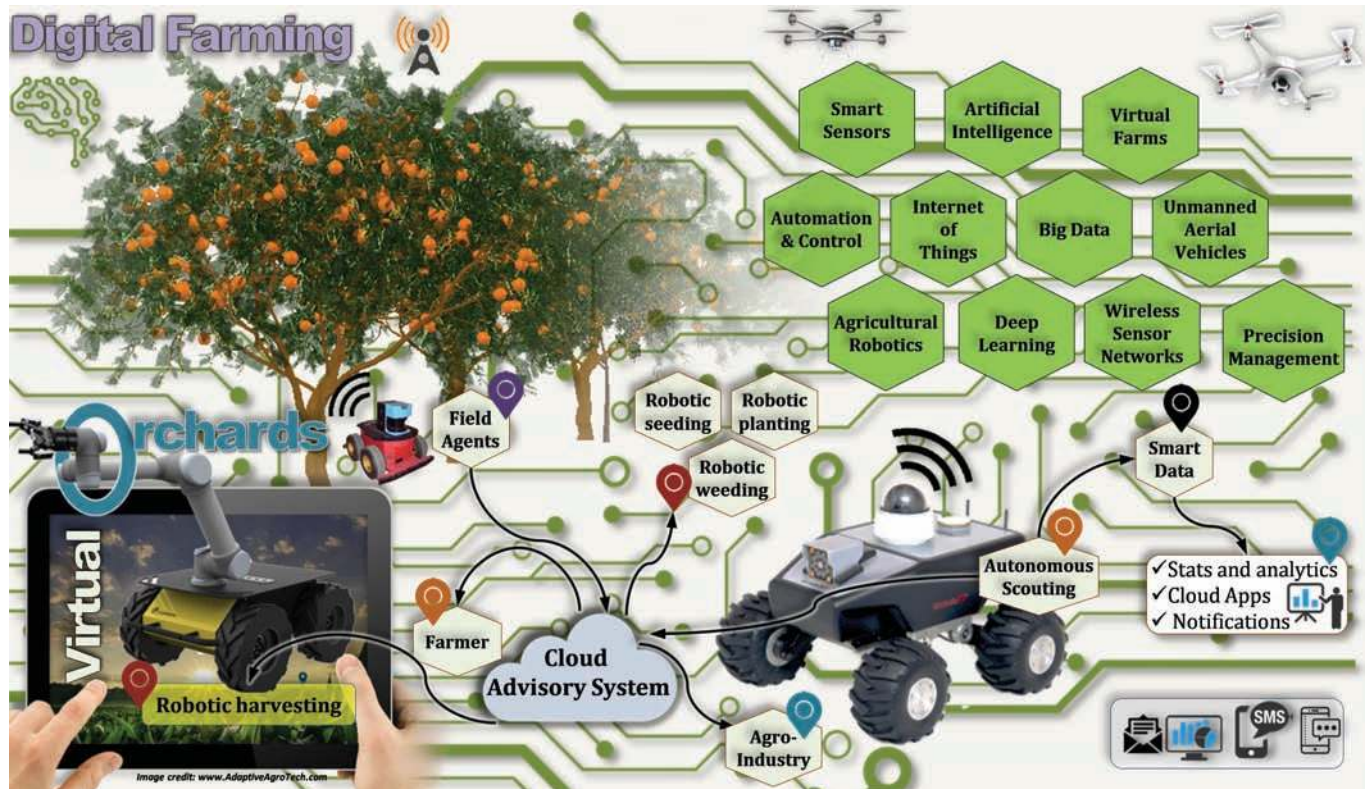 Digital Farming
Smart
Sensors
Artificial
Intelligence
Virtual
Farms
Automation
& Control
Internet
of
Things
Big Data
Unmanned
Aerial
Vehicles
Agricultural
Robotics
Deep
Learning
Wireless
Sensor
Networks
Precision
Management
Field
Agents
Robotic
seeding
Robotic
planting
Robotic
weeding
Smart
Data
Orchards
Virtual
Autonomous
Scouting
✓Stats and analytics
✓Cloud Apps
✓ Notifications
Farmer
Cloud
Advisory System
Robotic harvesting
Agro-
Industry
SMS
Image credit: www.AdaptiveAgroTech.com